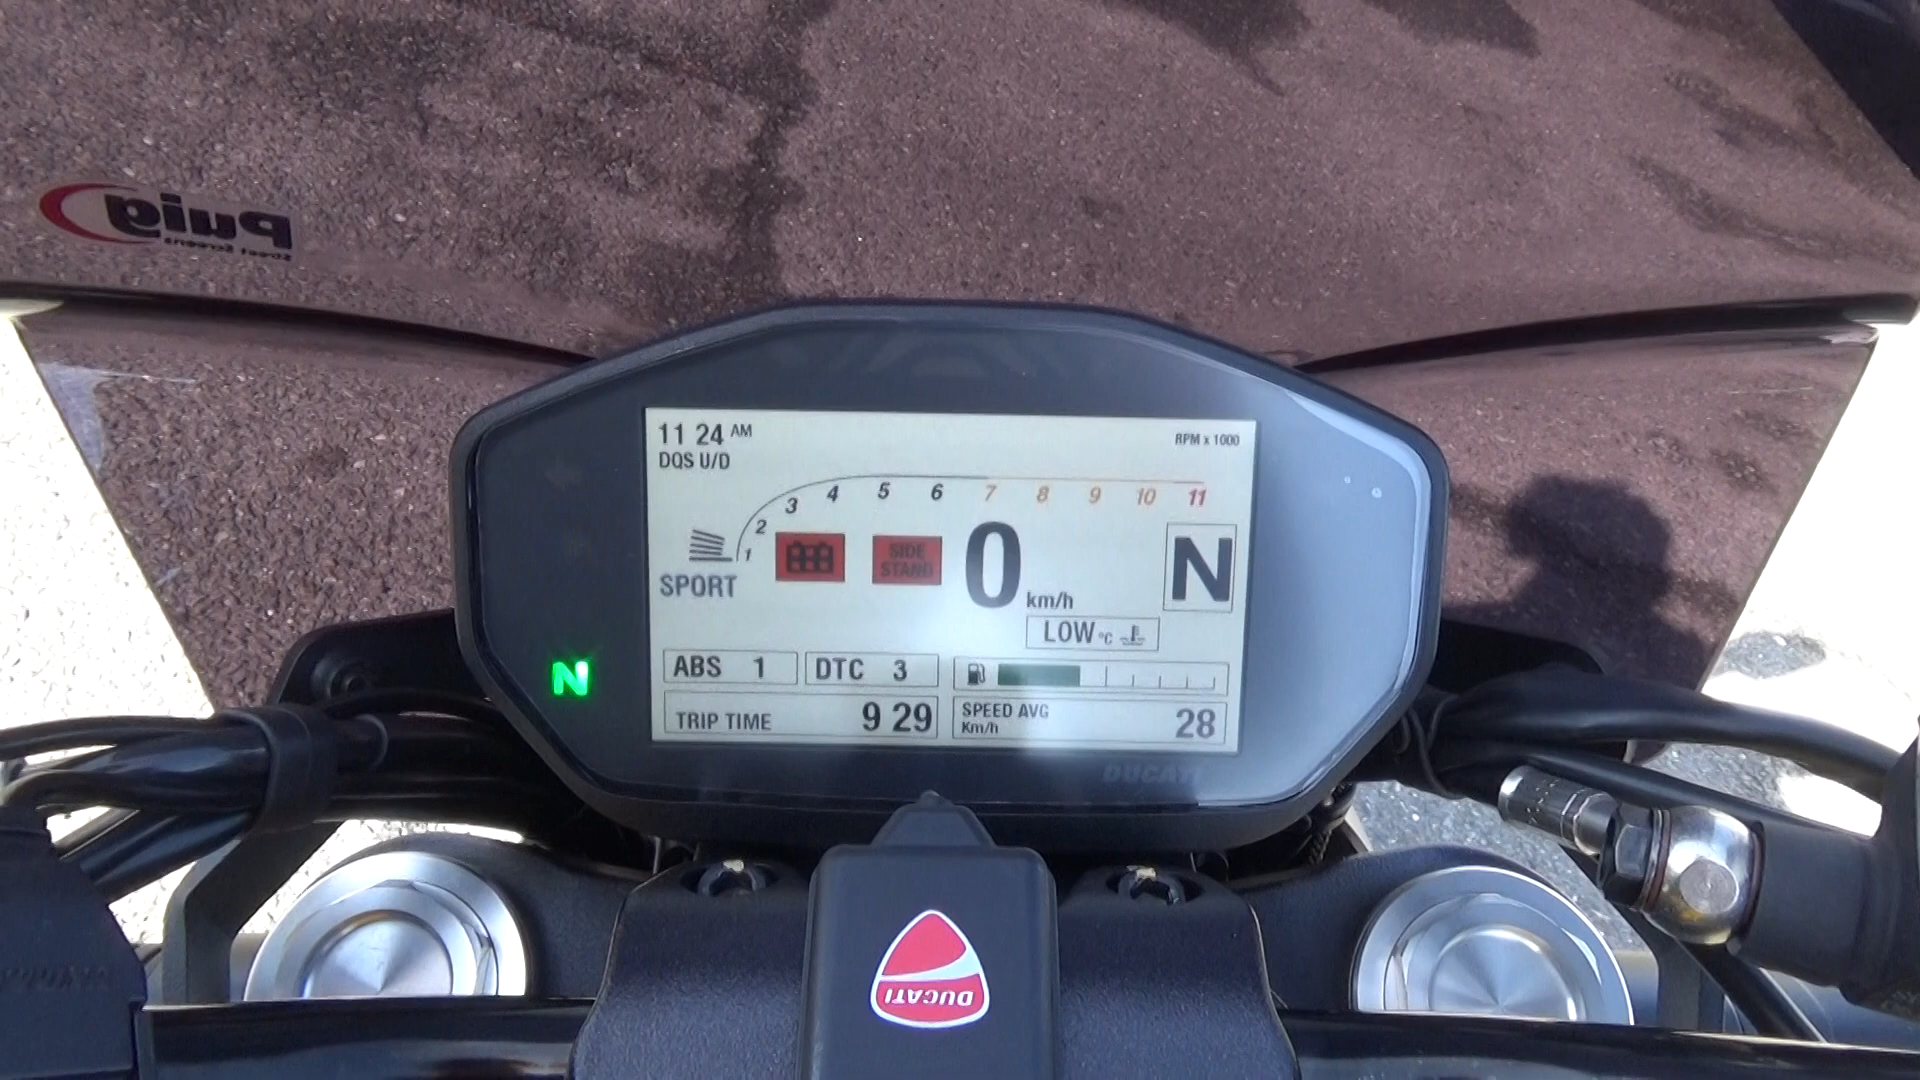 Puig
Street Screens
11 24 AM
RPM x 1000
DQS U/D
1 2 3 4 5 6 7 8 9 10 11
SIDE
STAND
0
km/h
N
SPORT
LOW °C
N
ABS 1
DTC 3
TRIP TIME 9 29
SPEED AVG
Km/h
28
DUCATI
DUCATI